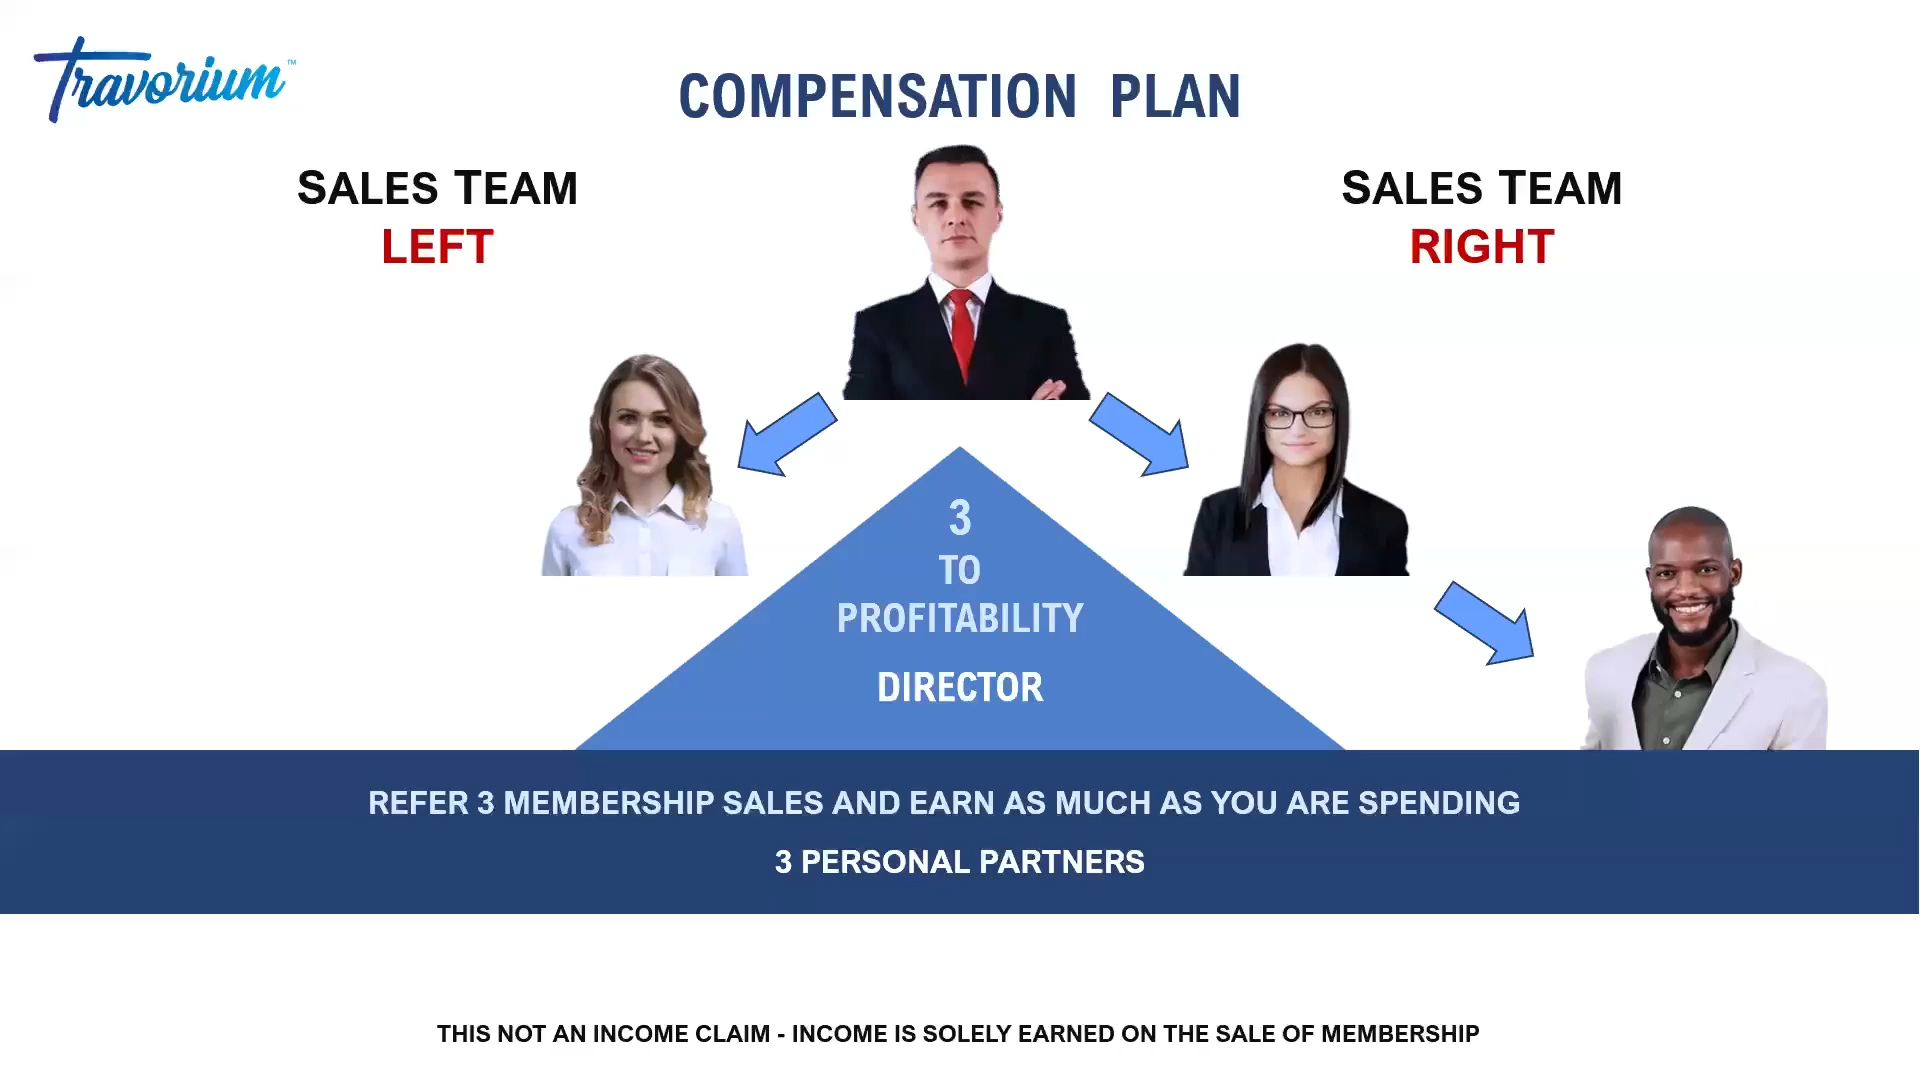 Travorium™
COMPENSATION PLAN
SALES TEAM
LEFT
SALES TEAM
RIGHT
3
TO
PROFITABILITY
DIRECTOR
REFER 3 MEMBERSHIP SALES AND EARN AS MUCH AS YOU ARE SPENDING
3 PERSONAL PARTNERS
THIS NOT AN INCOME CLAIM - INCOME IS SOLELY EARNED ON THE SALE OF MEMBERSHIP